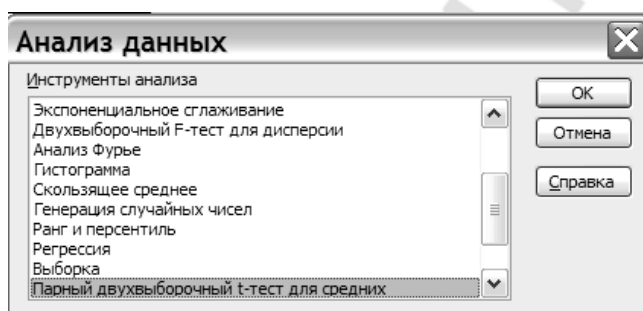 Анализ данных
Инструменты анализа
Экспоненциальное сглаживание
Двухвыборочный F-тест для дисперсии
Анализ Фурье
Гистограмма
Скользящее среднее
Генерация случайных чисел
Ранг и персентиль
Регрессия
Выборка
Парный двухвыборочный t-тест для средних
ОК
Отмена
Справка